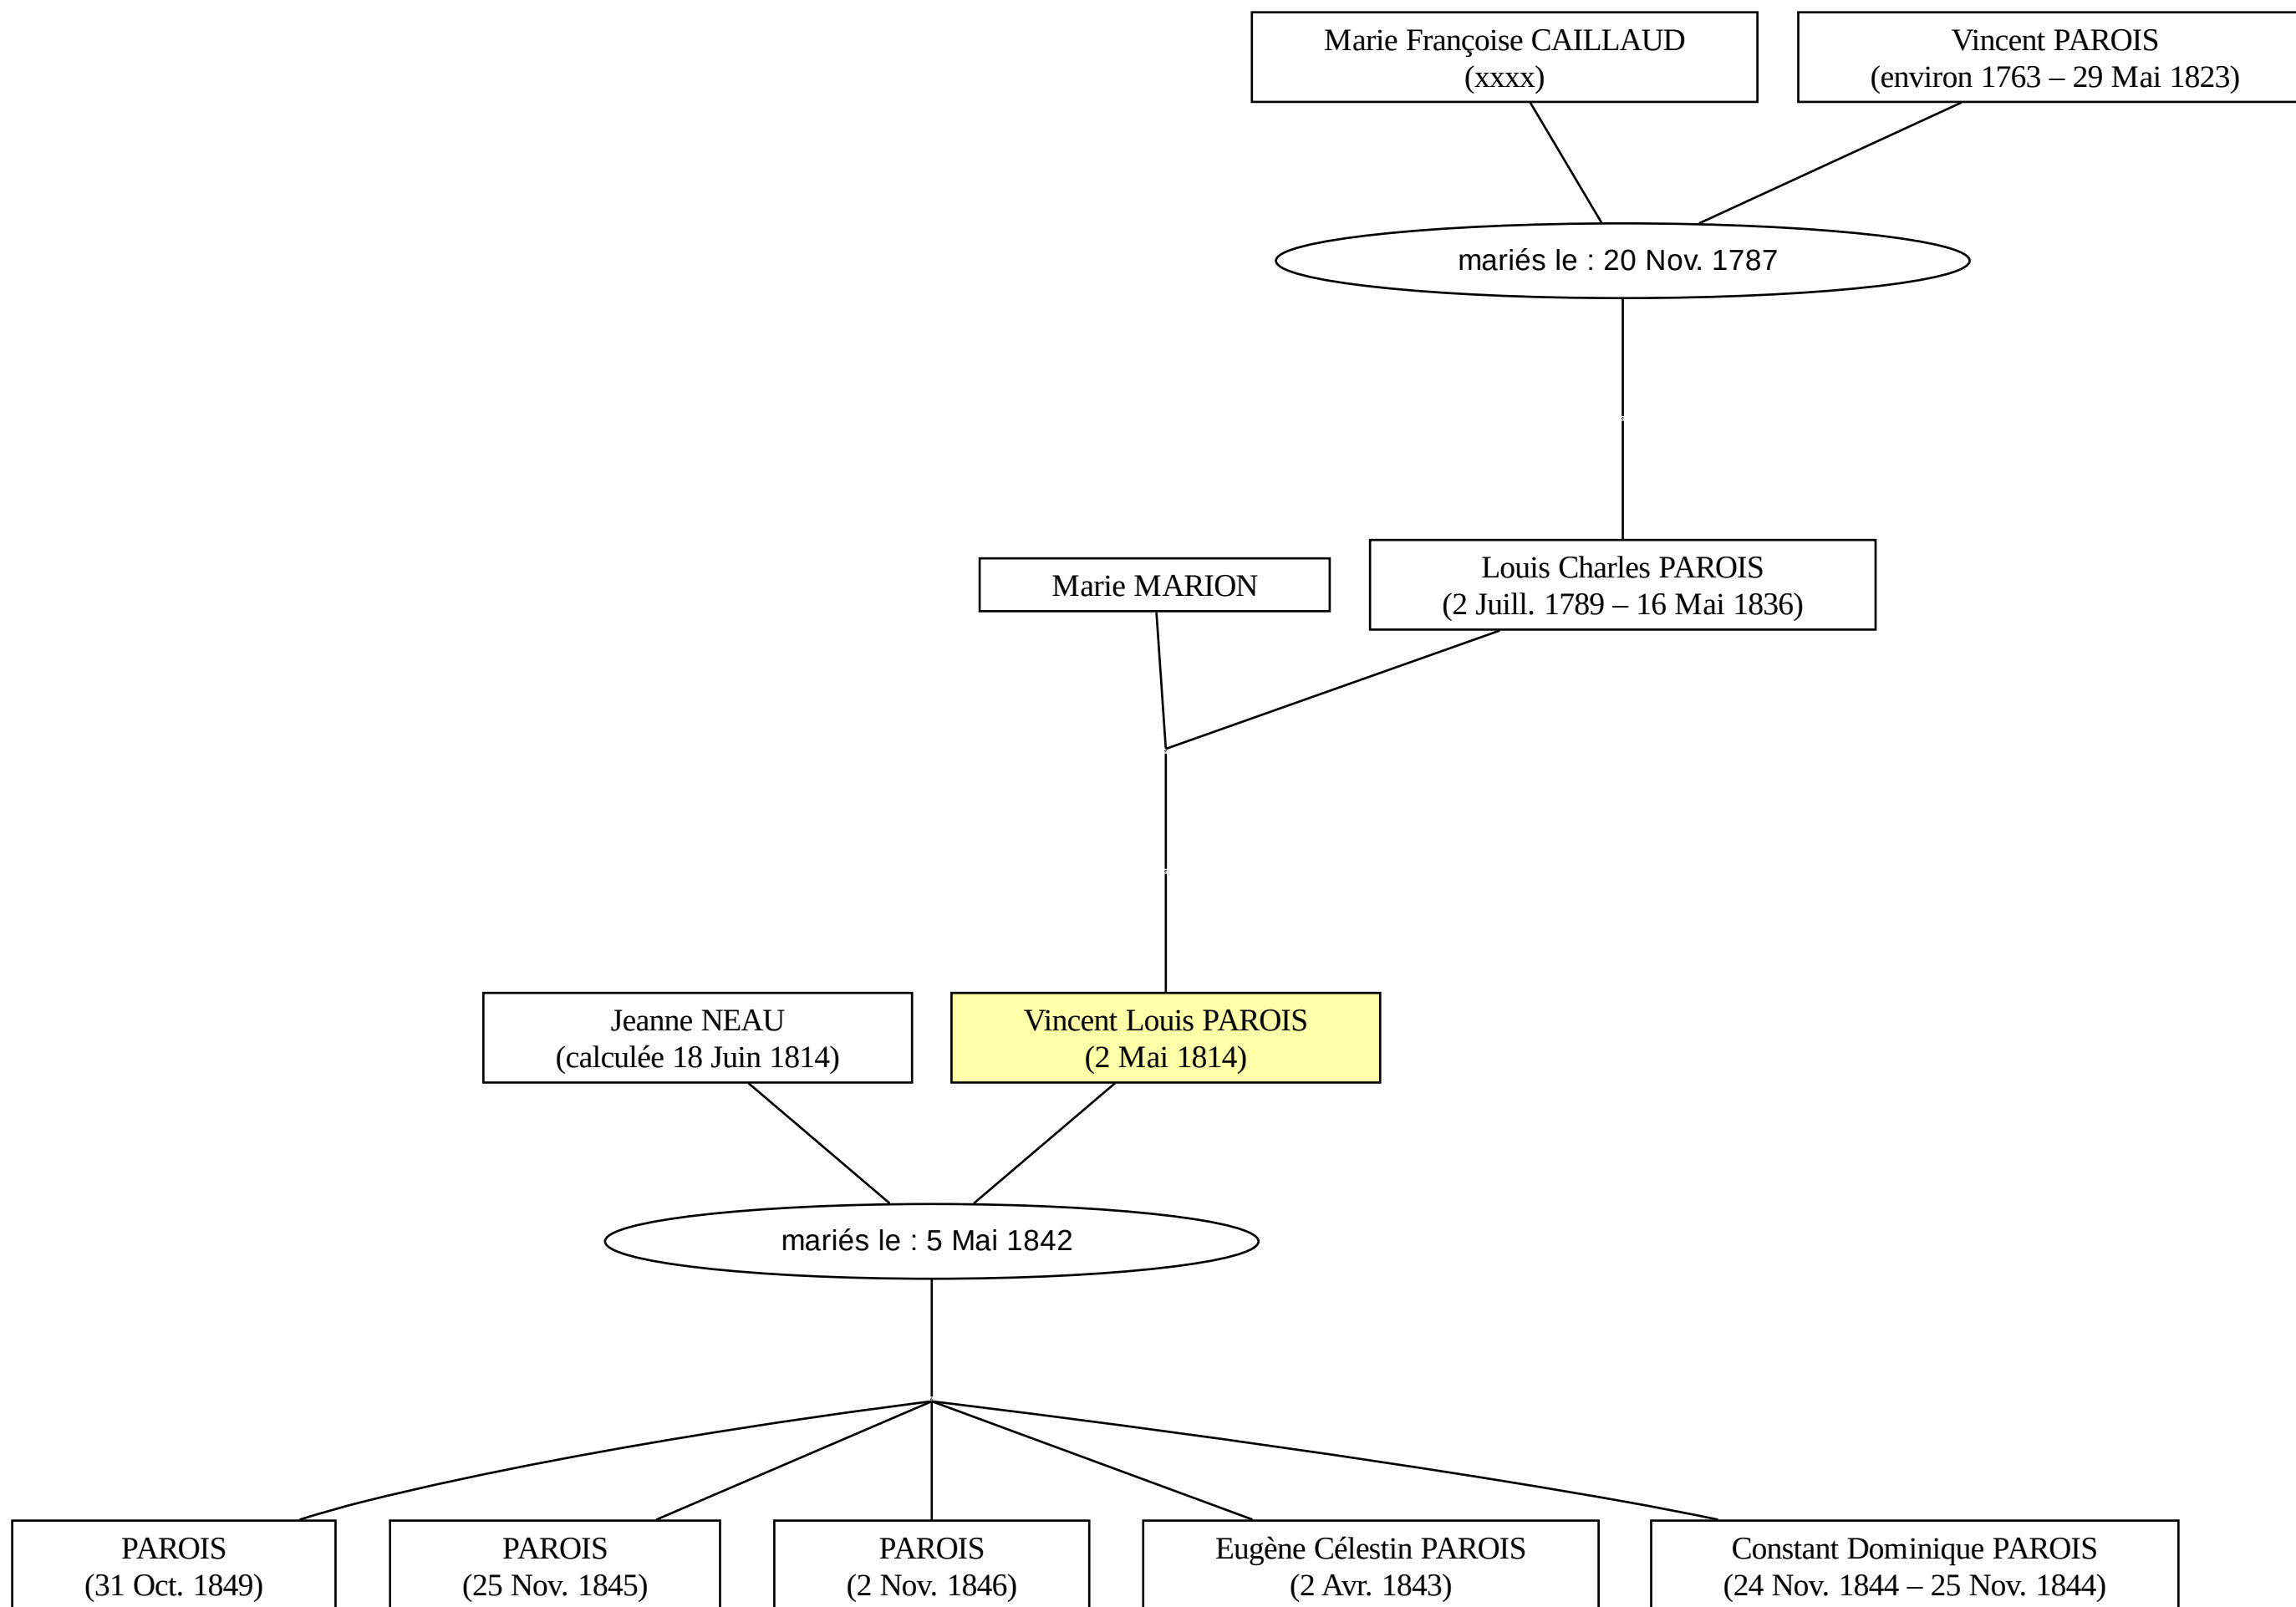 Marie Françoise CAILLAUD
(xxxx)
Vincent PAROIS
(environ 1763 – 29 Mai 1823)
mariés le : 20 Nov. 1787
Marie MARION
Louis Charles PAROIS
(2 Juill. 1789 – 16 Mai 1836)
Jeanne NEAU
(calculée 18 Juin 1814)
Vincent Louis PAROIS
(2 Mai 1814)
mariés le : 5 Mai 1842
PAROIS
(31 Oct. 1849)
PAROIS
(25 Nov. 1845)
PAROIS
(2 Nov. 1846)
Eugène Célestin PAROIS
(2 Avr. 1843)
Constant Dominique PAROIS
(24 Nov. 1844 – 25 Nov. 1844)